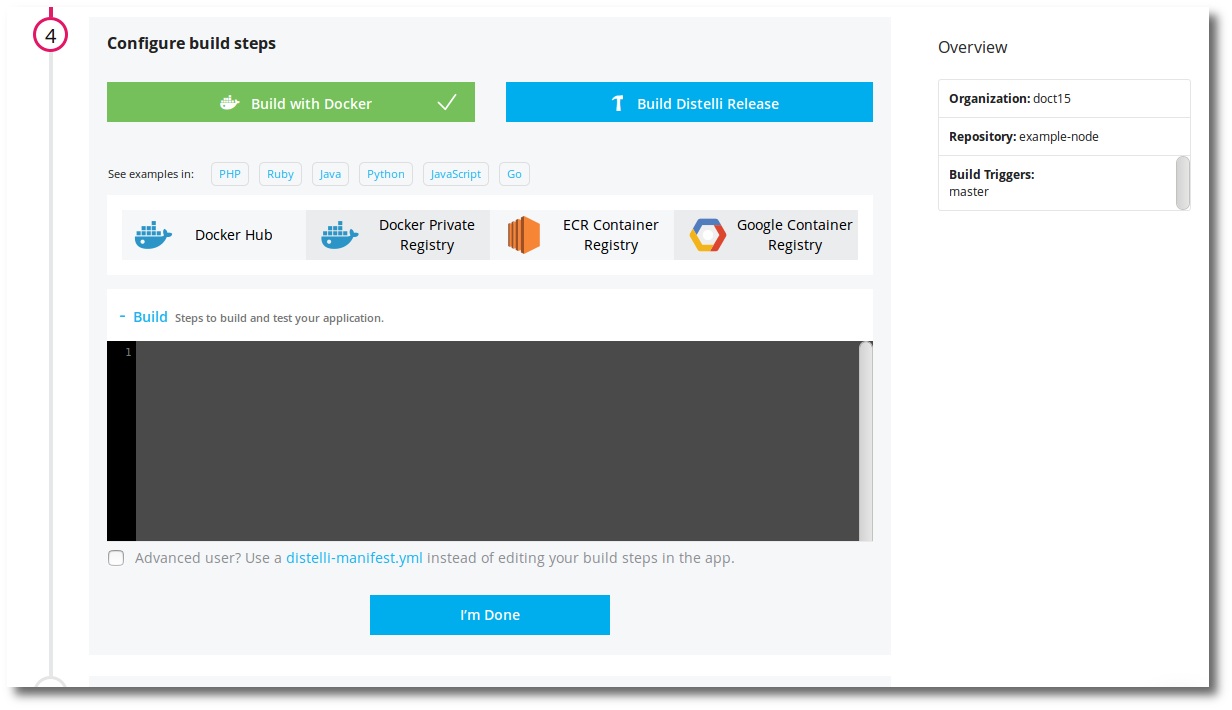 4
Configure build steps
Build with Docker
Build Distelli Release
See examples in:
PHP
Ruby
Java
Python
JavaScript
Go
Docker Hub
Docker Private
Registry
ECR Container
Registry
Google Container
Registry
- Build Steps to build and test your application.
1
Advanced user? Use a distelli-manifest.yml instead of editing your build steps in the app.
I'm Done
Overview
Organization: doct15
Repository: example-node
Build Triggers:
master